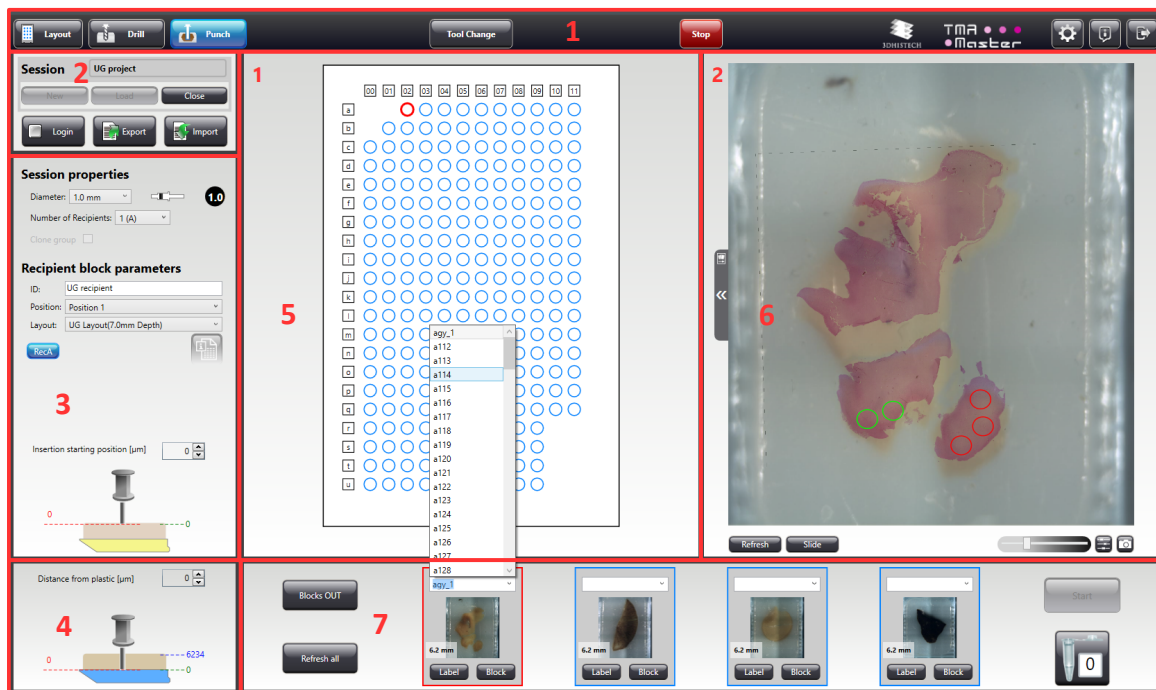 Layout Drill Punch Tool Change 1 Stop 3DHISTECH TMA Master
Session 2 UG project
New Load Close
Login Export Import
Session properties
Diameter: 1.0 mm 1.0
Number of Recipients: 1 (A)
Clone group
Recipient block parameters
ID: UG recipient
Position: Position 1
Layout: UG Layout(7.0mm Depth)
RecA
3
Insertion starting position [µm] 0
0 0
Distance from plastic [µm] 0
4
6234
0 0
1
00 01 02 03 04 05 06 07 08 09 10 11
a
b
c
d
e
f
g
h
i
j
k
l
m
n
o
p
q
r
s
t
u
5
agy_1
a112
a113
a114
a115
a116
a117
a118
a119
a120
a121
a122
a123
a124
a125
a126
a127
a128
2
6
Refresh Slide
Blocks OUT
Refresh all
7
agy_1
6.2 mm 6.2 mm 6.2 mm 6.2 mm
Label Block Label Block Label Block Label Block
Start
0